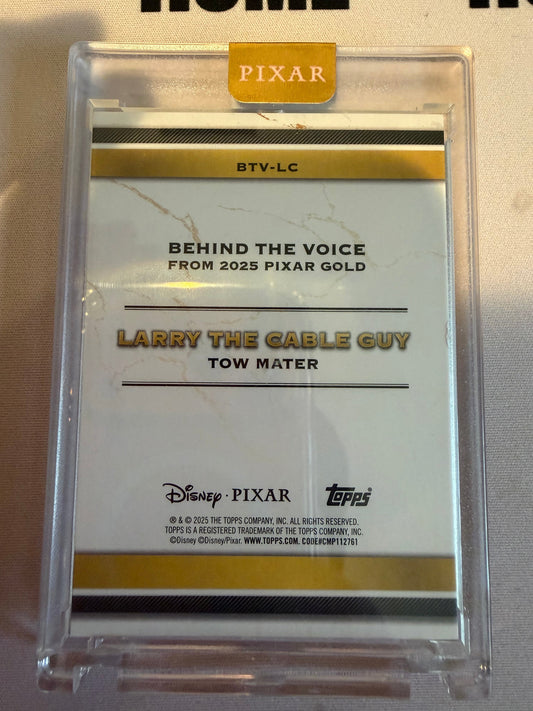 HOME
PIXAR
BTV-LC
BEHIND THE VOICE
FROM 2025 PIXAR GOLD
LARRY THE CABLE GUY
TOW MATER
Disney · PIXAR topps
® & © 2025 THE TOPPS COMPANY, INC. ALL RIGHTS RESERVED.
TOPPS IS A REGISTERED TRADEMARK OF THE TOPPS COMPANY, INC.
©Disney ©Disney/Pixar. WWW.TOPPS.COM. CODE#CMP112761